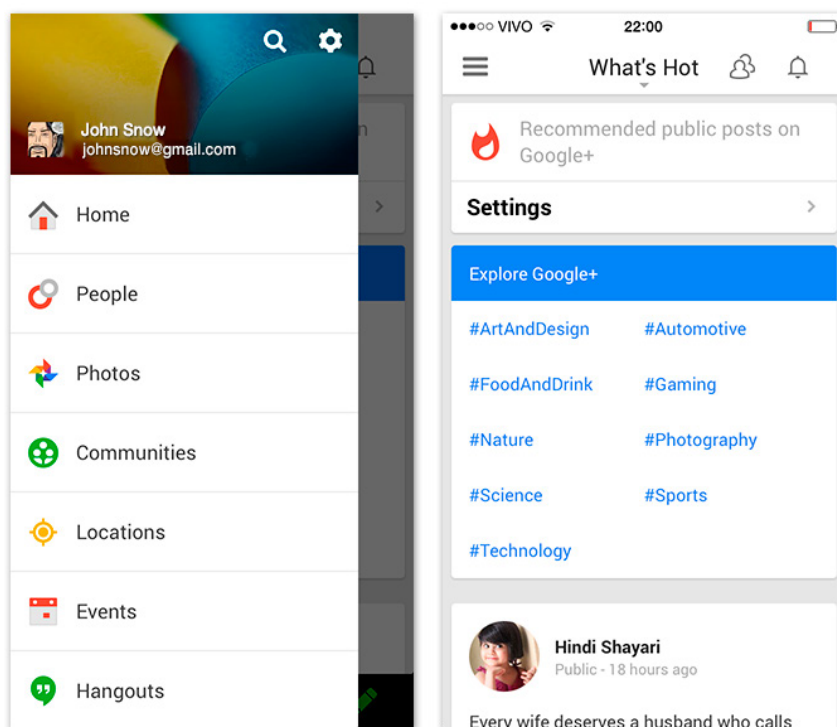 John Snow
johnsnow@gmail.com
Home
People
Photos
Communities
Locations
Events
Hangouts
n
VIVO
22:00
What's Hot
Recommended public posts on
Google+
Settings
Explore Google+
#ArtAndDesign
#Automotive
#FoodAndDrink
#Gaming
#Nature
#Photography
#Science
#Sports
#Technology
Hindi Shayari
Public - 18 hours ago
Every wife deserves a husband who calls